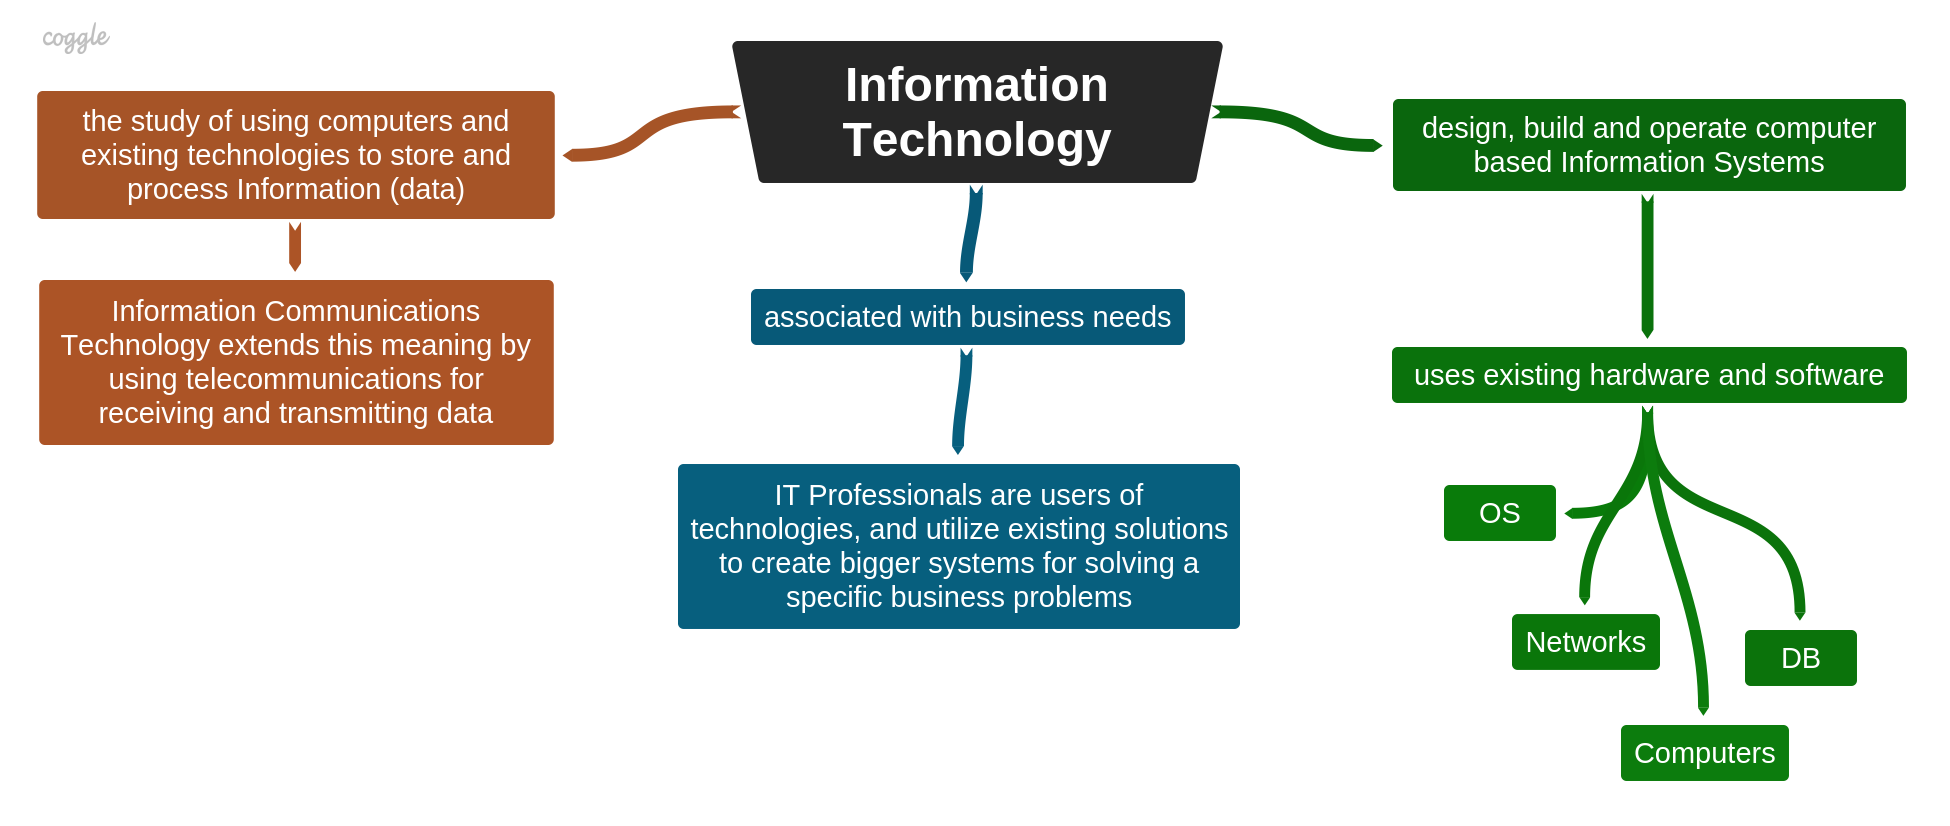 coggle
Information
Technology
the study of using computers and
existing technologies to store and
process Information (data)
Information Communications
Technology extends this meaning by
using telecommunications for
receiving and transmitting data
associated with business needs
IT Professionals are users of
technologies, and utilize existing solutions
to create bigger systems for solving a
specific business problems
design, build and operate computer
based Information Systems
uses existing hardware and software
OS
Networks
DB
Computers